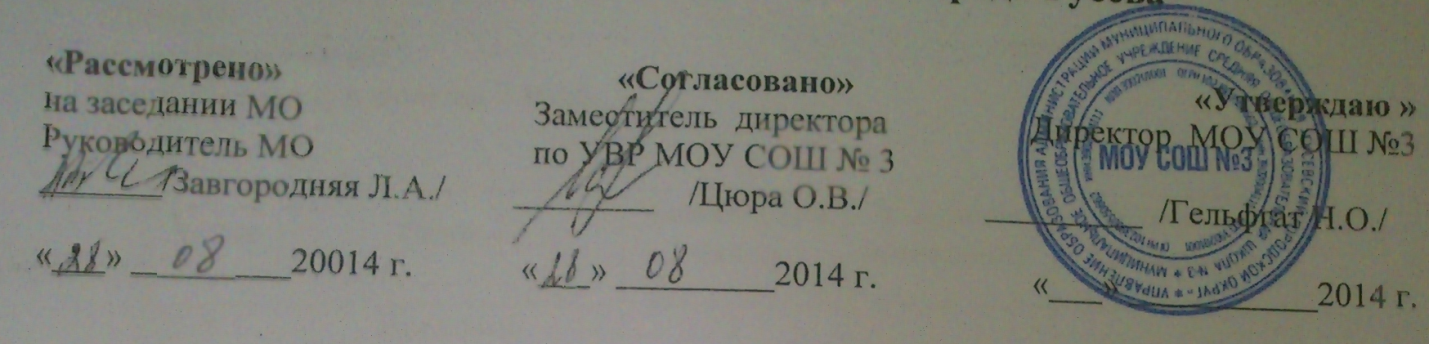 «Рассмотрено»
на заседании МО
Руководитель МО
/Завгородняя Л.А./
«28» 08 20014 г.
«Согласовано»
Заместитель директора
по УВР МОУ СОШ № 3
/Цюра О.В./
«28» 08 2014 г.
«Утверждаю »
Директор МОУ СОШ №3
/Гельфгат Н.О./
«___» 2014 г.
МОУ СОШ №3